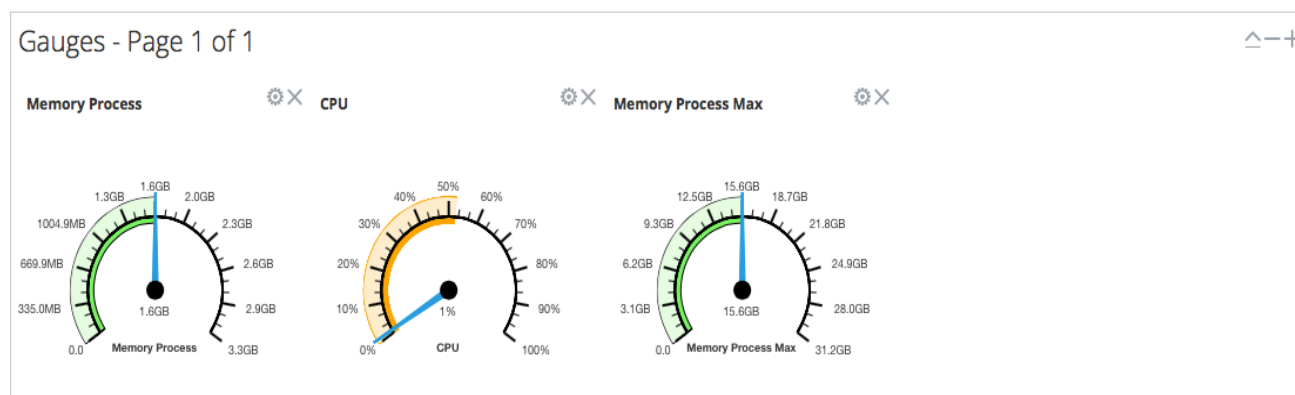 Gauges - Page 1 of 1
Memory Process
CPU
Memory Process Max
0.0
335.0MB
669.9MB
1004.9MB
1.3GB
1.6GB
2.0GB
2.3GB
2.6GB
2.9GB
3.3GB
1.6GB
Memory Process
0%
10%
20%
30%
40%
50%
60%
70%
80%
90%
100%
1%
CPU
0.0
3.1GB
6.2GB
9.3GB
12.5GB
15.6GB
18.7GB
21.8GB
24.9GB
28.0GB
31.2GB
15.6GB
Memory Process Max